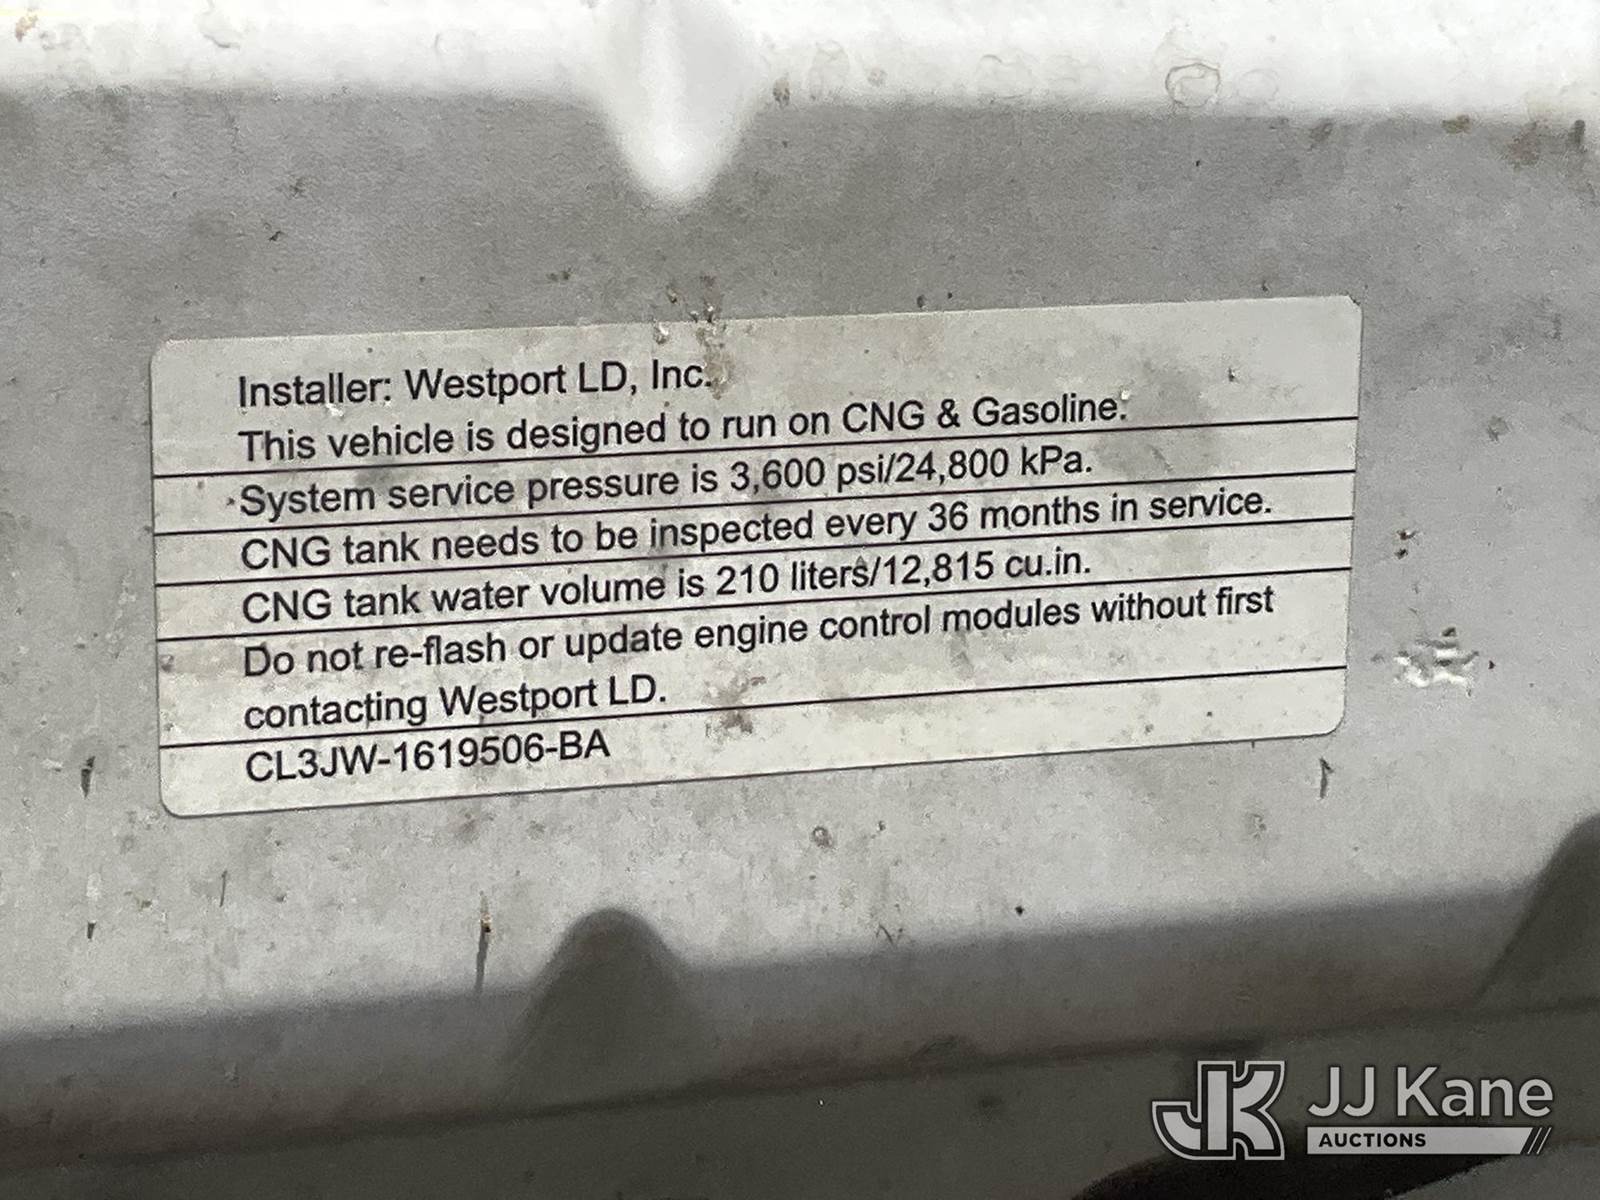 Installer: Westport LD, Inc.
This vehicle is designed to run on CNG & Gasoline.
System service pressure is 3,600 psi/24,800 kPa.
CNG tank needs to be inspected every 36 months in service.
CNG tank water volume is 210 liters/12,815 cu.in.
Do not re-flash or update engine control modules without first
contacting Westport LD.
CL3JW-1619506-BA
JK JJ Kane
AUCTIONS